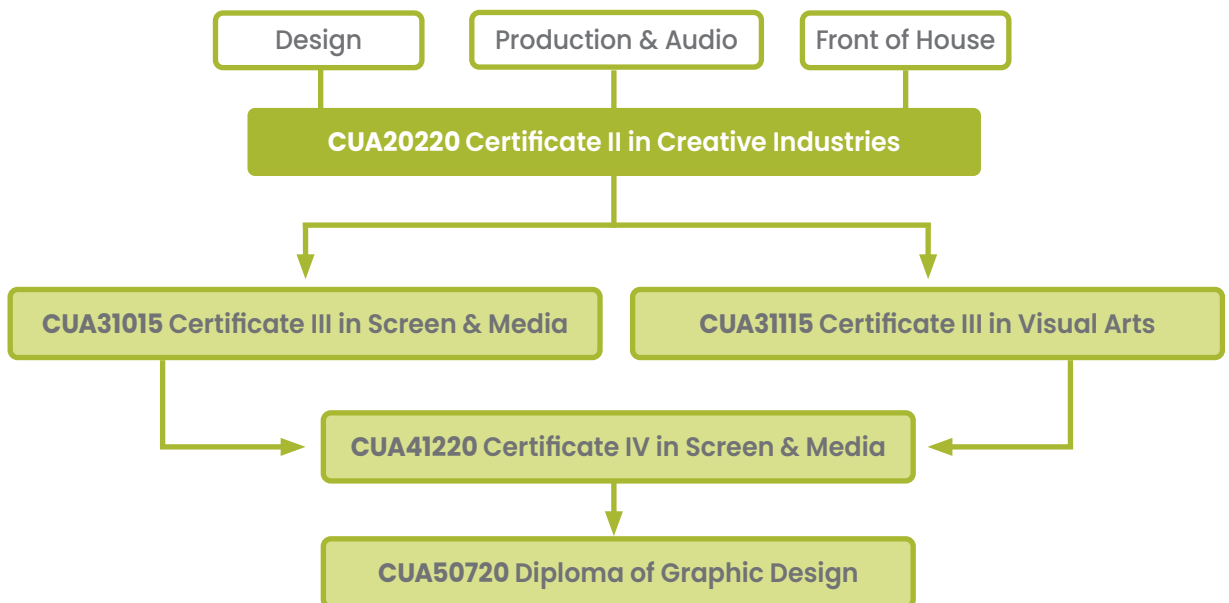 Design
Production & Audio
Front of House
CUA20220 Certificate II in Creative Industries
CUA31015 Certificate III in Screen & Media
CUA31115 Certificate III in Visual Arts
CUA41220 Certificate IV in Screen & Media
CUA50720 Diploma of Graphic Design